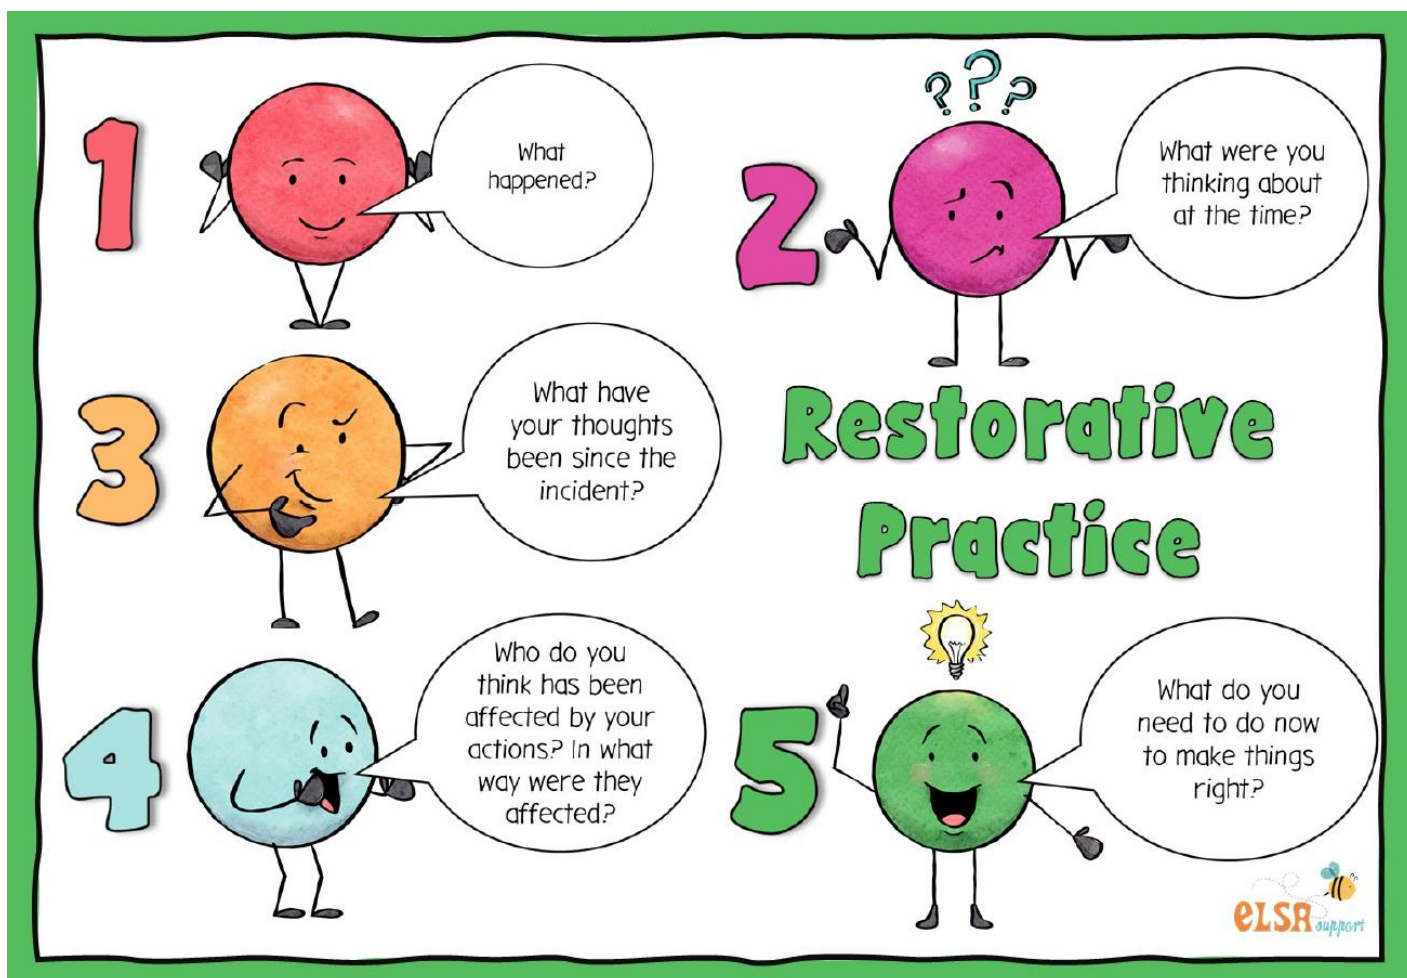 1
What
happened?
2
???
What were you
thinking about
at the time?
3
What have
your thoughts
been since the
incident?
Restorative
Practice
4
Who do you
think has been
affected by your
actions? In what
way were they
affected?
5
What do you
need to do now
to make things
right?
eLSA support